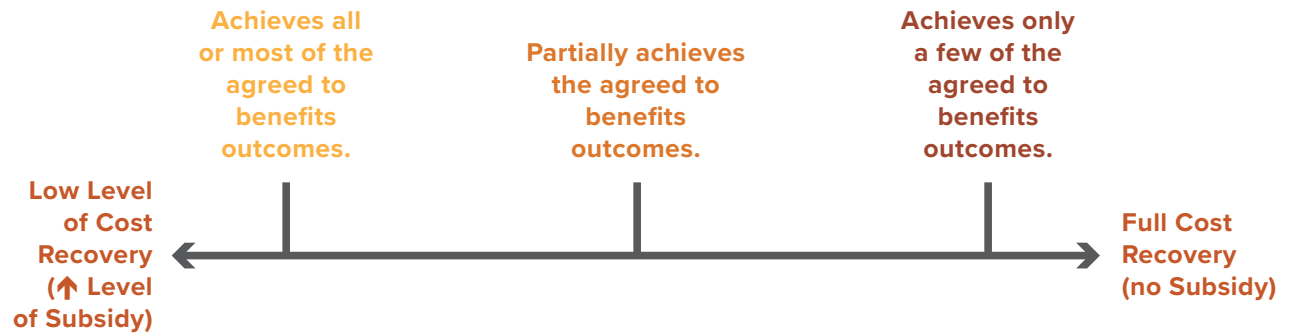 Achieves all
or most of the
agreed to
benefits
outcomes.
Partially achieves
the agreed to
benefits
outcomes.
Achieves only
a few of the
agreed to
benefits
outcomes.
Low Level
of Cost
Recovery
(↑ Level
of Subsidy)
Full Cost
Recovery
(no Subsidy)